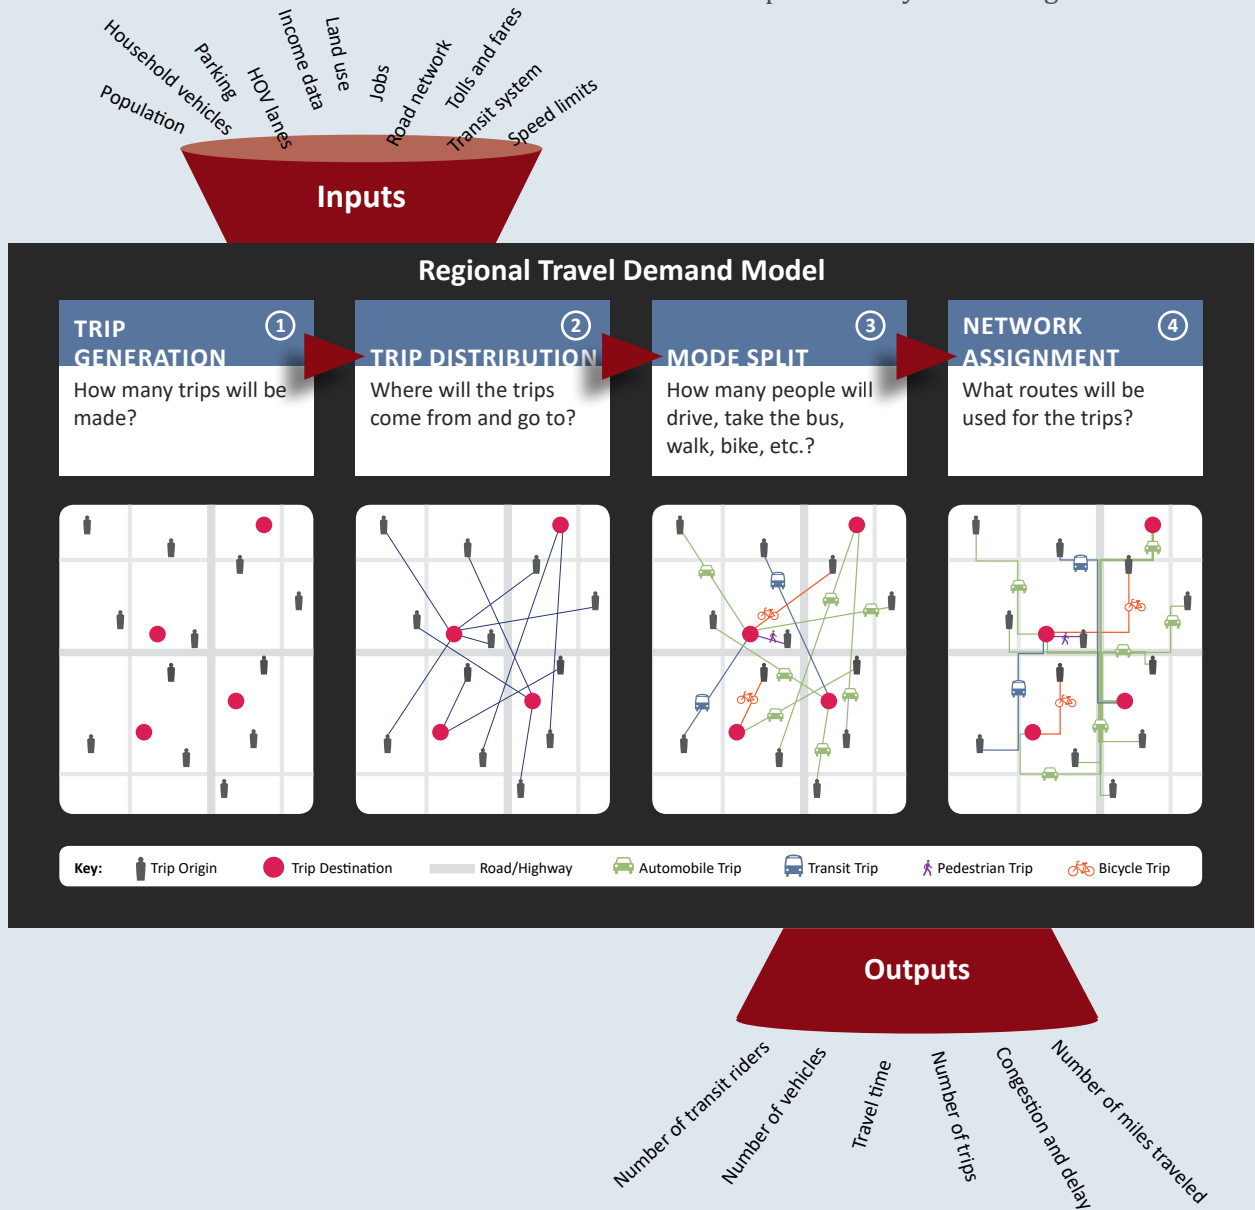 Population
Household vehicles
Parking
HOV lanes
Income data
Land use
Jobs
Road network
Tolls and fares
Transit system
Speed limits
Inputs
Regional Travel Demand Model
TRIP
GENERATION
1
How many trips will be
made?
2
TRIP DISTRIBUTION
Where will the trips
come from and go to?
3
MODE SPLIT
How many people will
drive, take the bus,
walk, bike, etc.?
NETWORK
ASSIGNMENT
4
What routes will be
used for the trips?
Key: Trip Origin Trip Destination Road/Highway Automobile Trip Transit Trip Pedestrian Trip Bicycle Trip
Outputs
Number of transit riders
Number of vehicles
Travel time
Number of trips
Congestion and delay
Number of miles traveled